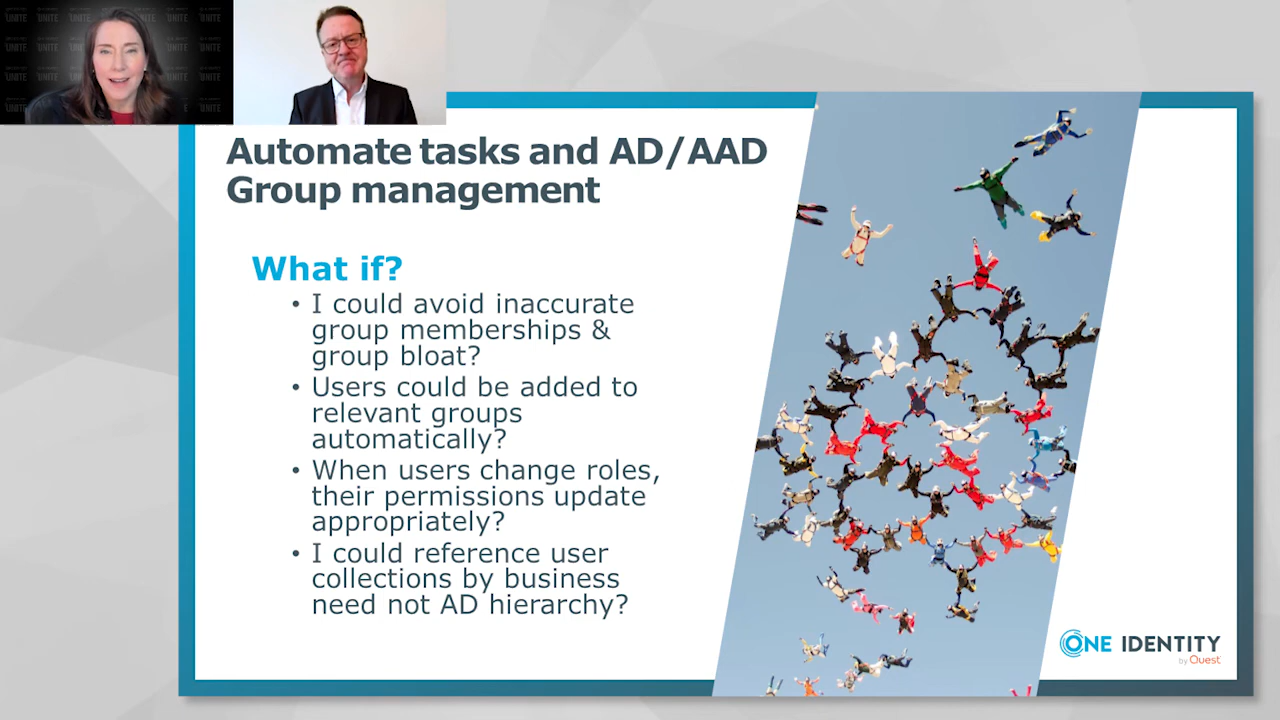 UNITE
Automate tasks and AD/AAD
Group management
What if?
• I could avoid inaccurate
group memberships &
group bloat?
• Users could be added to
relevant groups
automatically?
• When users change roles,
their permissions update
appropriately?
• I could reference user
collections by business
need not AD hierarchy?
ONE IDENTITY
by Quest